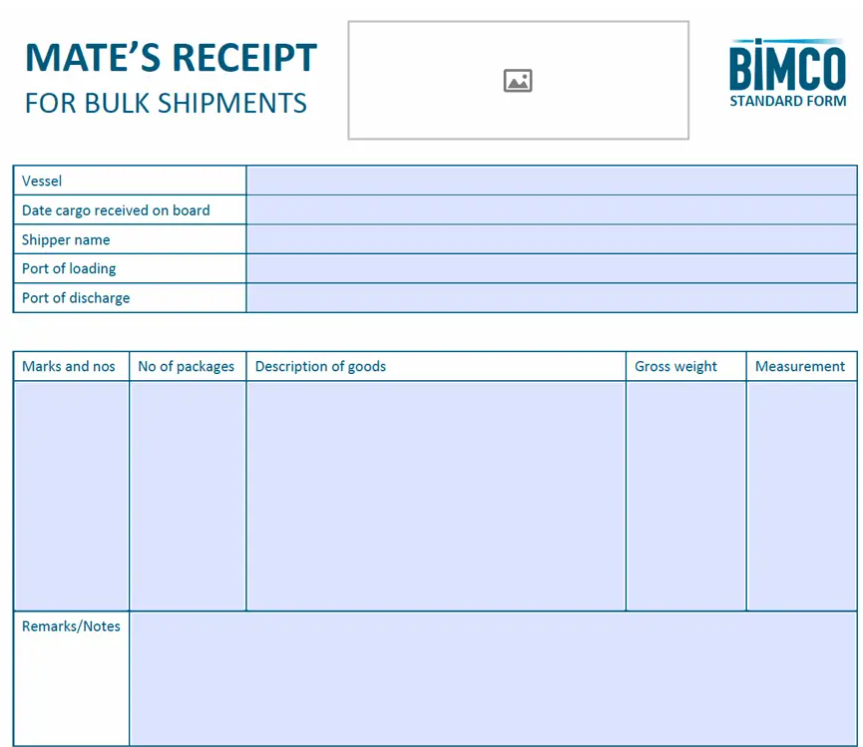 MATE'S RECEIPT
FOR BULK SHIPMENTS
BIMCO
STANDARD FORM
Vessel
Date cargo received on board
Shipper name
Port of loading
Port of discharge
Marks and nos No of packages Description of goods Gross weight Measurement
Remarks/Notes